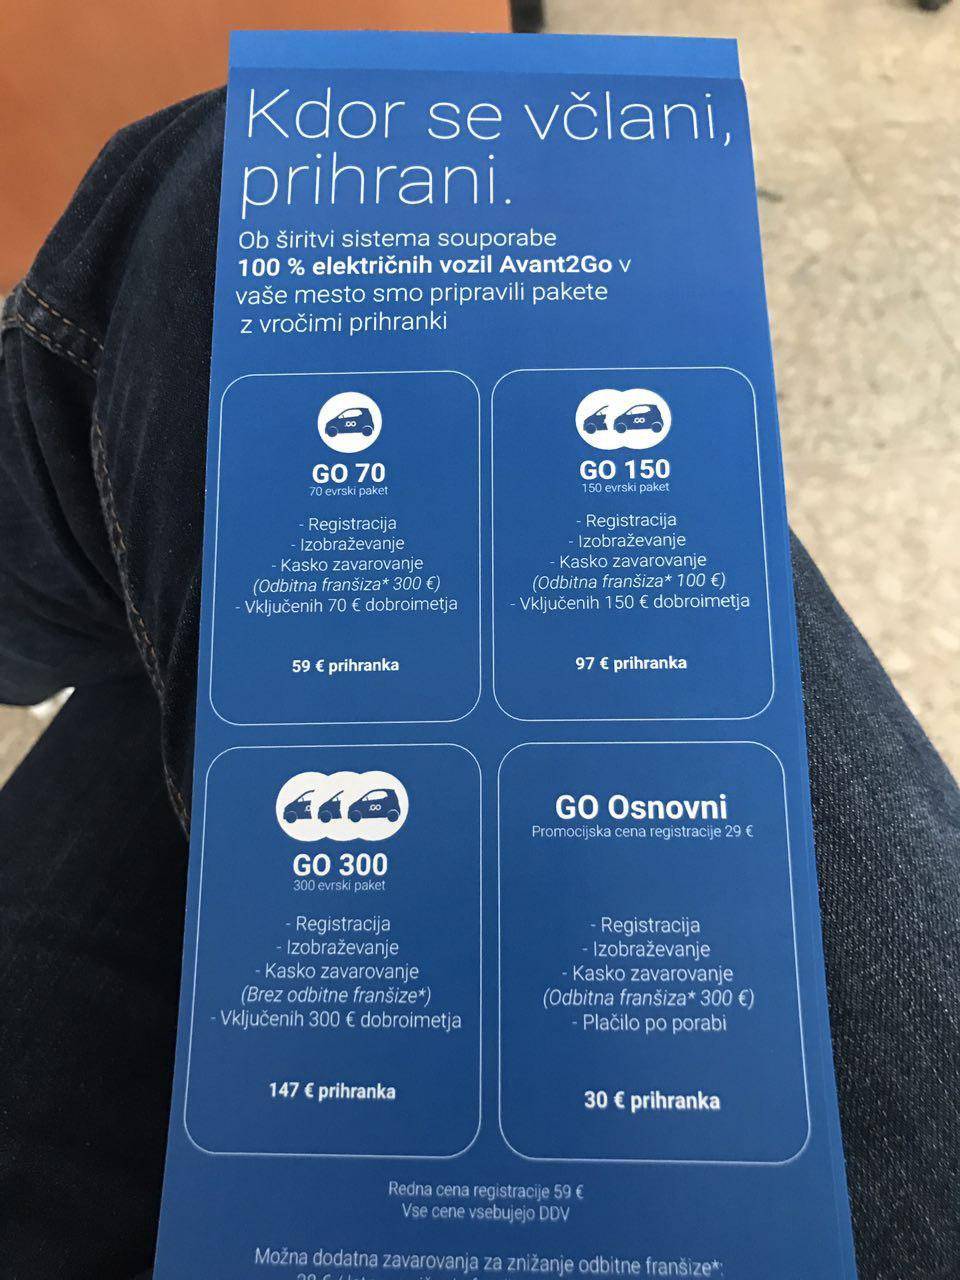 Kdor se včlani,
prihrani.
Ob širitvi sistema souporabe
100 % električnih vozil Avant2Go v
vaše mesto smo pripravili pakete
z vročimi prihranki
GO
GO 70
70 evrski paket
- Registracija
- Izobraževanje
- Kasko zavarovanje
(Odbitna franšiza* 300 €)
- Vključenih 70 € dobroimetja
59 € prihranka
GO
GO 150
150 evrski paket
- Registracija
- Izobraževanje
- Kasko zavarovanje
(Odbitna franšiza* 100 €)
- Vključenih 150 € dobroimetja
97 € prihranka
GO
GO 300
300 evrski paket
- Registracija
- Izobraževanje
- Kasko zavarovanje
(Brez odbitne franšize*)
- Vključenih 300 € dobroimetja
147 € prihranka
GO Osnovni
Promocijska cena registracije 29 €
- Registracija
- Izobraževanje
- Kasko zavarovanje
(Odbitna franšiza* 300 €)
- Plačilo po porabi
30 € prihranka
Redna cena registracije 59 €
Vse cene vsebujejo DDV
Možna dodatna zavarovanja za znižanje odbitne franšize*: